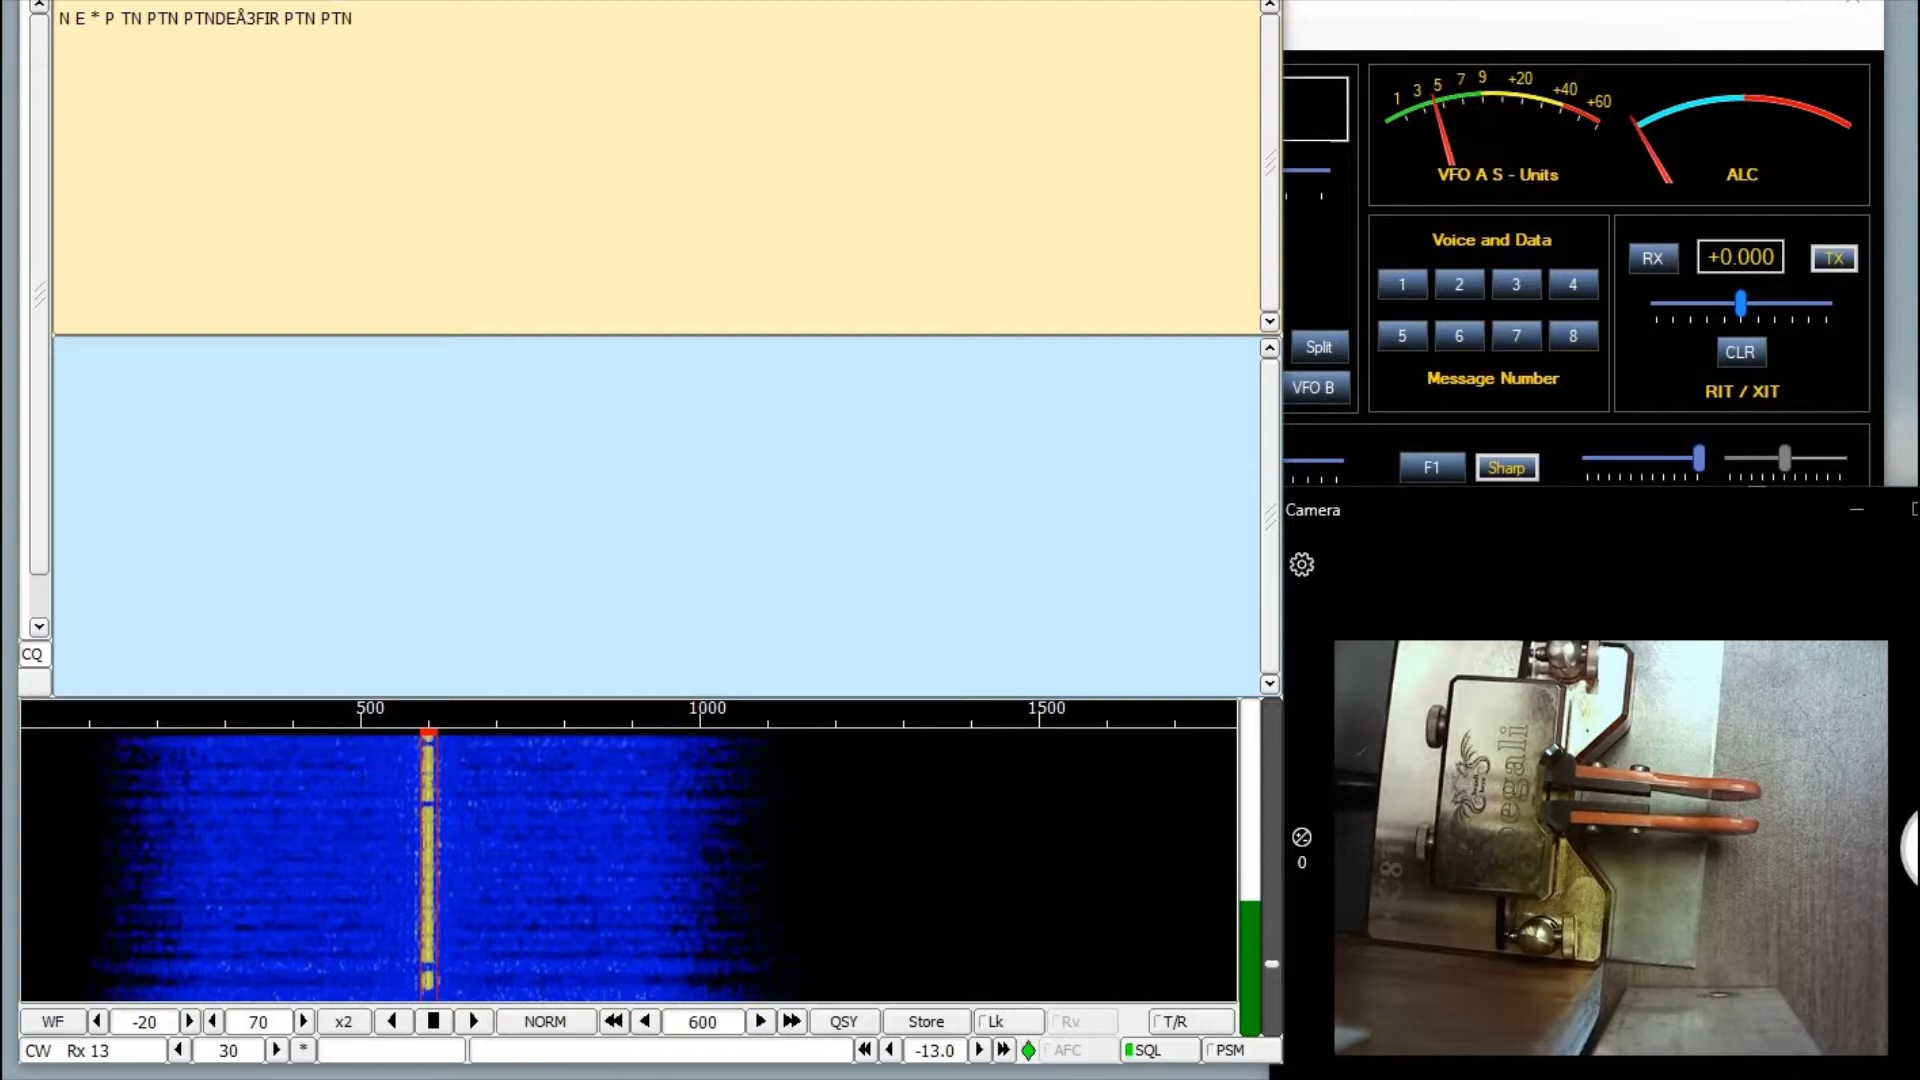 N E * P TN PTN PTNDEÅ3FIR PTN PTN
CQ
500 1000 1500
WF -20 70 x2 NORM 600 QSY Store Lk Rv T/R
CW Rx 13 30 * -13.0 AFC SQL PSM
1 3 5 7 9 +20 +40 +60
VFO A S - Units
ALC
Voice and Data
1 2 3 4
5 6 7 8
Message Number
RX +0.000 TX
CLR
RIT / XIT
Split
VFO B
F1 Sharp
Camera
0
begali